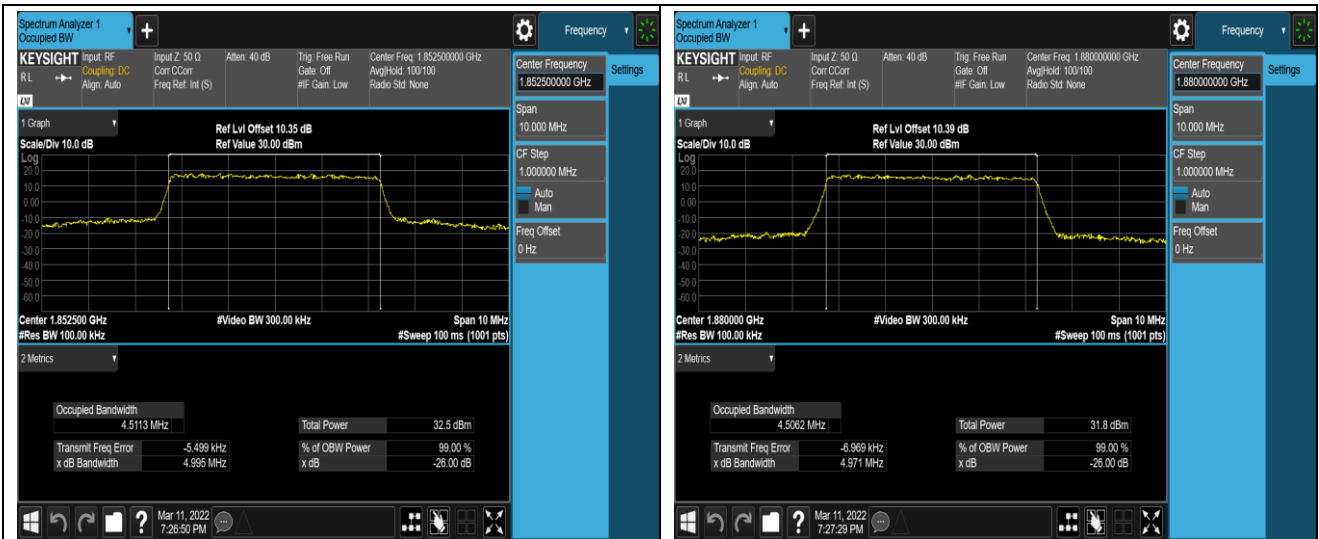 Spectrum Analyzer 1
Occupied BW
+
Frequency
KEYSIGHT Input: RF Input Z: 50 Ω Atten: 40 dB Trig: Free Run Center Freq: 1.852500000 GHz
RL Coupling: DC Corr CCorr Gate: Off Avg|Hold: 100/100
Align: Auto Freq Ref: Int (S) #IF Gain: Low Radio Std: None
LXI
Center Frequency
1.852500000 GHz
Settings
Span
10.000 MHz
CF Step
1.000000 MHz
Auto
Man
Freq Offset
0 Hz
1 Graph
Ref Lvl Offset 10.35 dB
Scale/Div 10.0 dB Ref Value 30.00 dBm
Log
20.0
10.0
0.00
-10.0
-20.0
-30.0
-40.0
-50.0
-60.0
Center 1.852500 GHz #Video BW 300.00 kHz Span 10 MHz
#Res BW 100.00 kHz #Sweep 100 ms (1001 pts)
2 Metrics
Occupied Bandwidth
4.5113 MHz Total Power 32.5 dBm
Transmit Freq Error -5.499 kHz % of OBW Power 99.00 %
x dB Bandwidth 4.995 MHz x dB -26.00 dB
? Mar 11, 2022
7:26:50 PM
Spectrum Analyzer 1
Occupied BW
+
Frequency
KEYSIGHT Input: RF Input Z: 50 Ω Atten: 40 dB Trig: Free Run Center Freq: 1.880000000 GHz
RL Coupling: DC Corr CCorr Gate: Off Avg|Hold: 100/100
Align: Auto Freq Ref: Int (S) #IF Gain: Low Radio Std: None
LXI
Center Frequency
1.880000000 GHz
Settings
Span
10.000 MHz
CF Step
1.000000 MHz
Auto
Man
Freq Offset
0 Hz
1 Graph
Ref Lvl Offset 10.39 dB
Scale/Div 10.0 dB Ref Value 30.00 dBm
Log
20.0
10.0
0.00
-10.0
-20.0
-30.0
-40.0
-50.0
-60.0
Center 1.880000 GHz #Video BW 300.00 kHz Span 10 MHz
#Res BW 100.00 kHz #Sweep 100 ms (1001 pts)
2 Metrics
Occupied Bandwidth
4.5062 MHz Total Power 31.8 dBm
Transmit Freq Error -6.969 kHz % of OBW Power 99.00 %
x dB Bandwidth 4.971 MHz x dB -26.00 dB
? Mar 11, 2022
7:27:29 PM